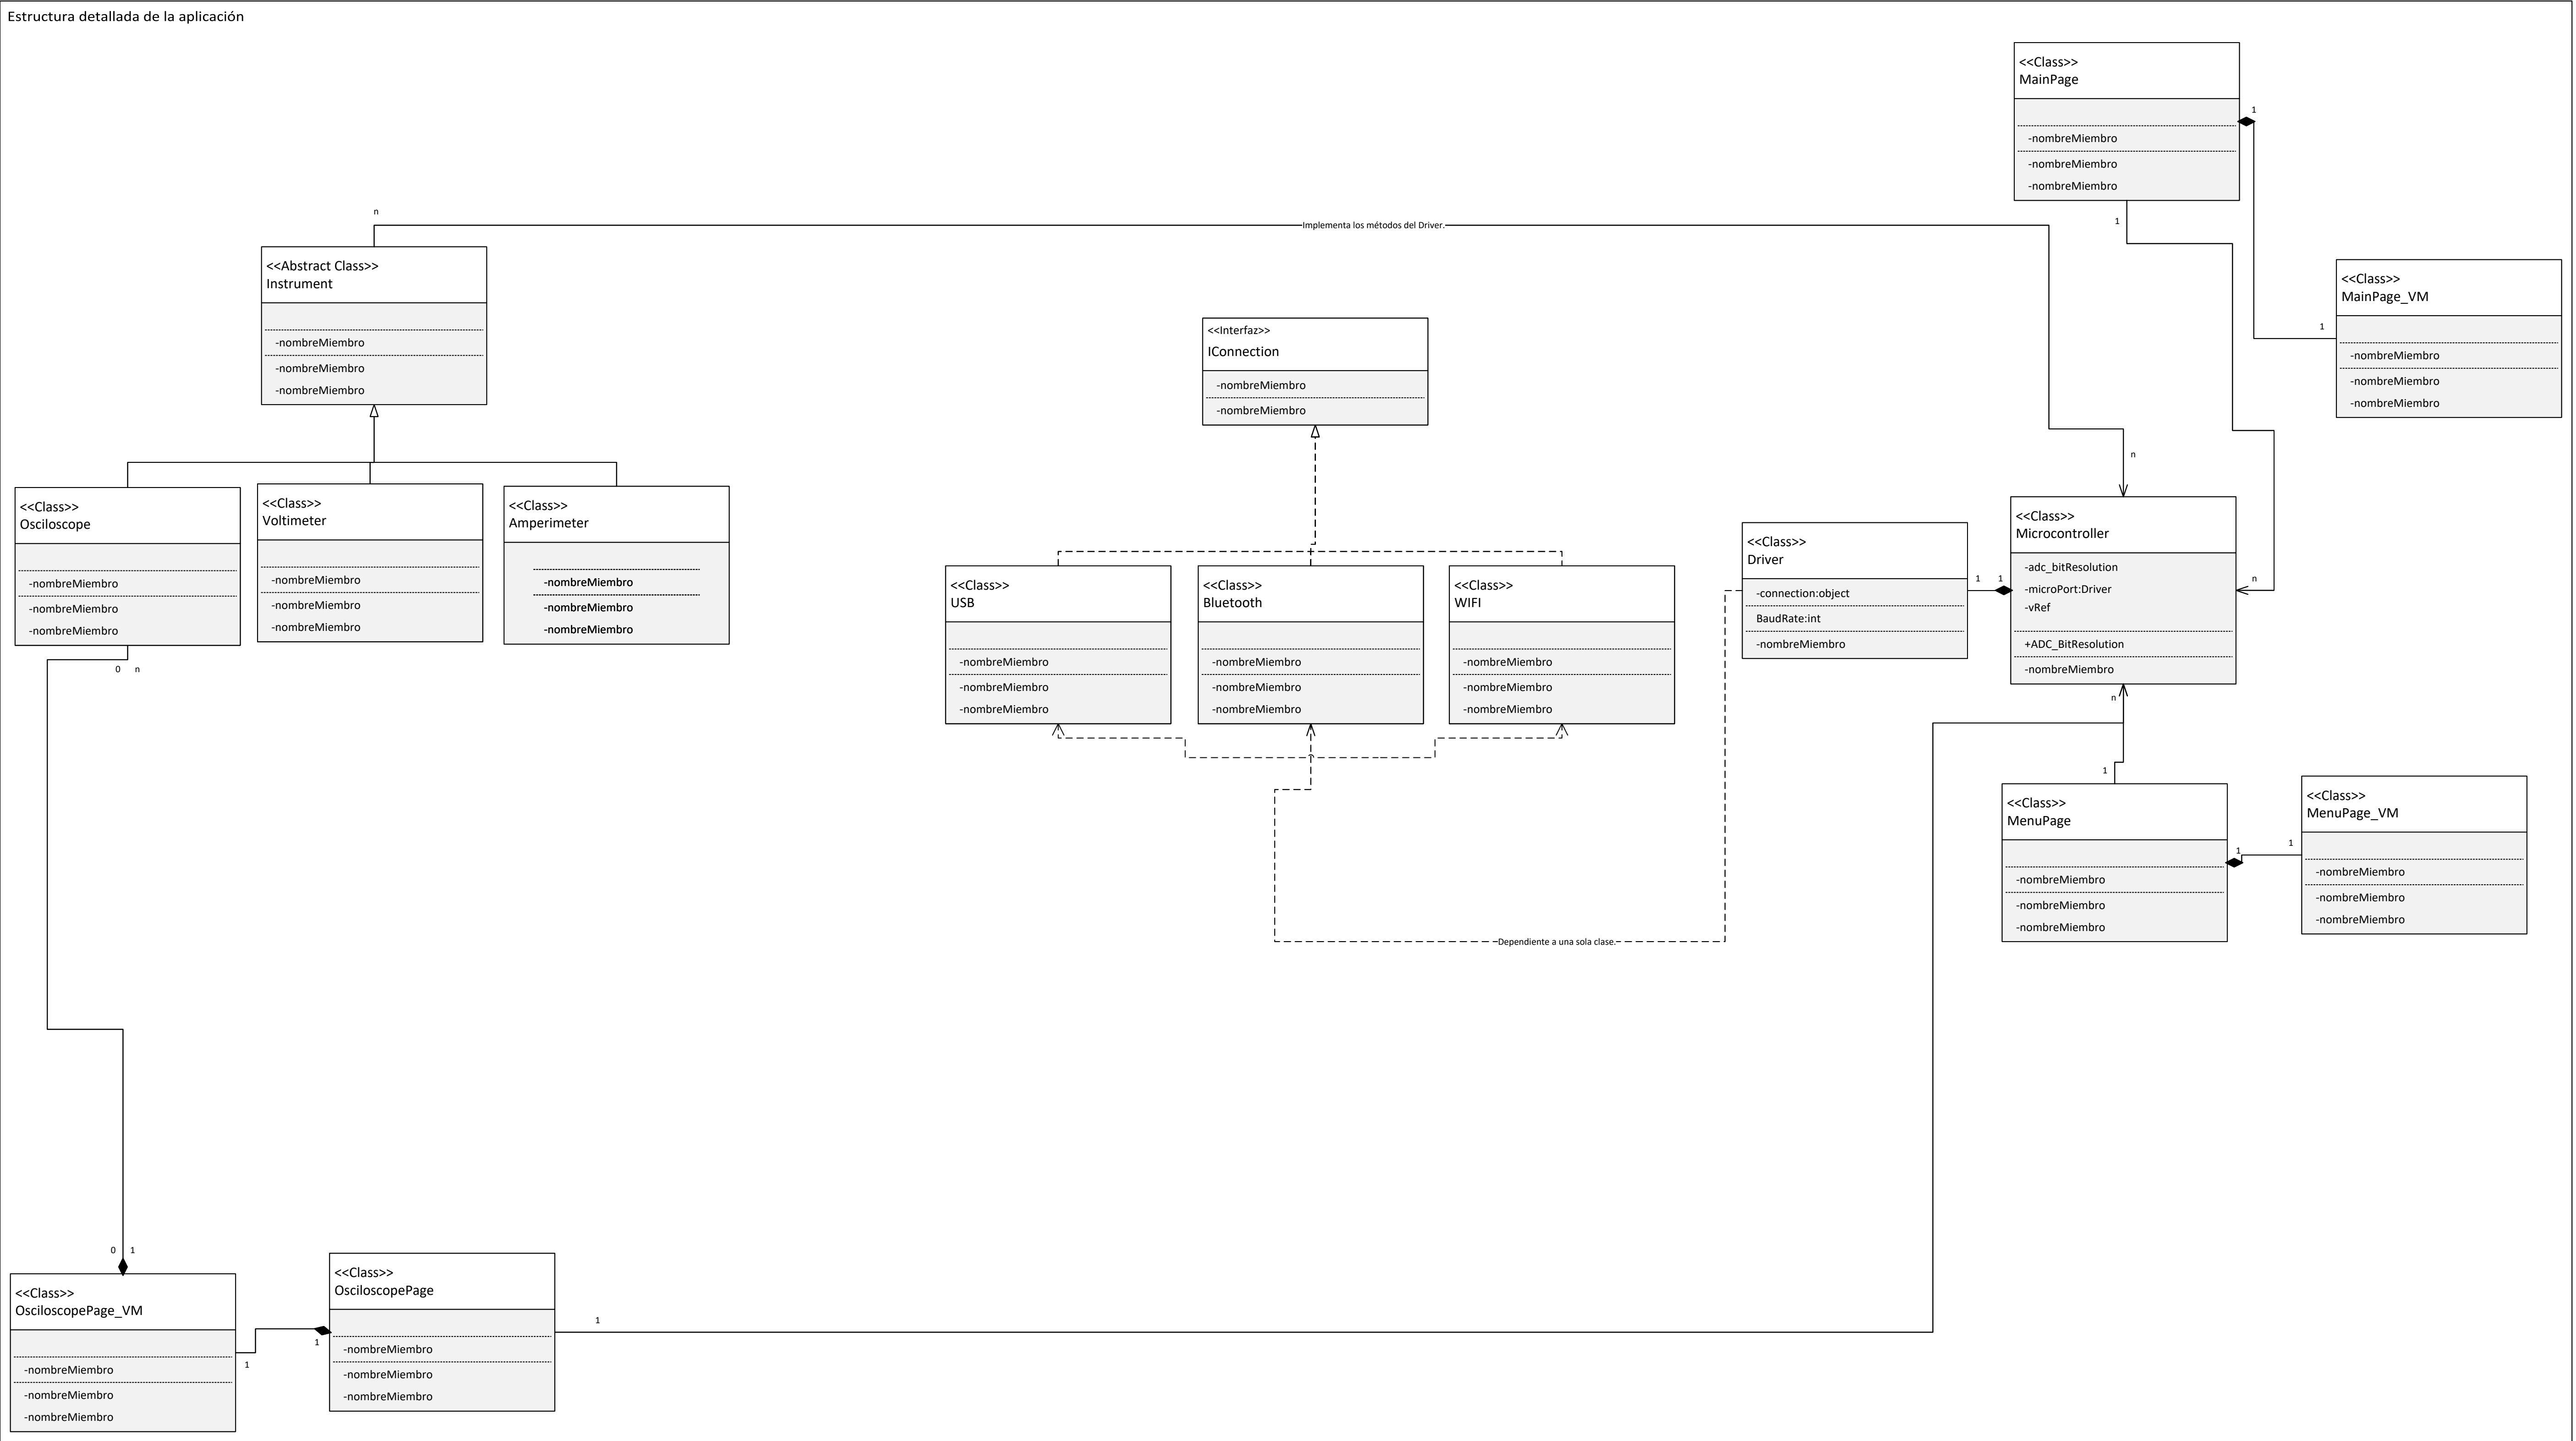 Estructura detallada de la aplicación
<<Class>>
MainPage
-nombreMiembro
-nombreMiembro
-nombreMiembro
1
1
<<Class>>
MainPage_VM
-nombreMiembro
-nombreMiembro
-nombreMiembro
1
n
Implementa los métodos del Driver.
n
n
<<Abstract Class>>
Instrument
-nombreMiembro
-nombreMiembro
-nombreMiembro
<<Interfaz>>
IConnection
-nombreMiembro
-nombreMiembro
<<Class>>
Osciloscope
-nombreMiembro
-nombreMiembro
-nombreMiembro
0 n
<<Class>>
Voltimeter
-nombreMiembro
-nombreMiembro
-nombreMiembro
<<Class>>
Amperimeter
-nombreMiembro
-nombreMiembro
-nombreMiembro
<<Class>>
USB
-nombreMiembro
-nombreMiembro
-nombreMiembro
<<Class>>
Bluetooth
-nombreMiembro
-nombreMiembro
-nombreMiembro
<<Class>>
WIFI
-nombreMiembro
-nombreMiembro
-nombreMiembro
<<Class>>
Driver
-connection:object
BaudRate:int
-nombreMiembro
1 1
<<Class>>
Microcontroller
-adc_bitResolution
-microPort:Driver
-vRef
+ADC_BitResolution
-nombreMiembro
n
1
<<Class>>
MenuPage
-nombreMiembro
-nombreMiembro
-nombreMiembro
1
1
<<Class>>
MenuPage_VM
-nombreMiembro
-nombreMiembro
-nombreMiembro
Dependiente a una sola clase.
0 1
<<Class>>
OsciloscopePage_VM
-nombreMiembro
-nombreMiembro
-nombreMiembro
1
1
<<Class>>
OsciloscopePage
-nombreMiembro
-nombreMiembro
-nombreMiembro
1